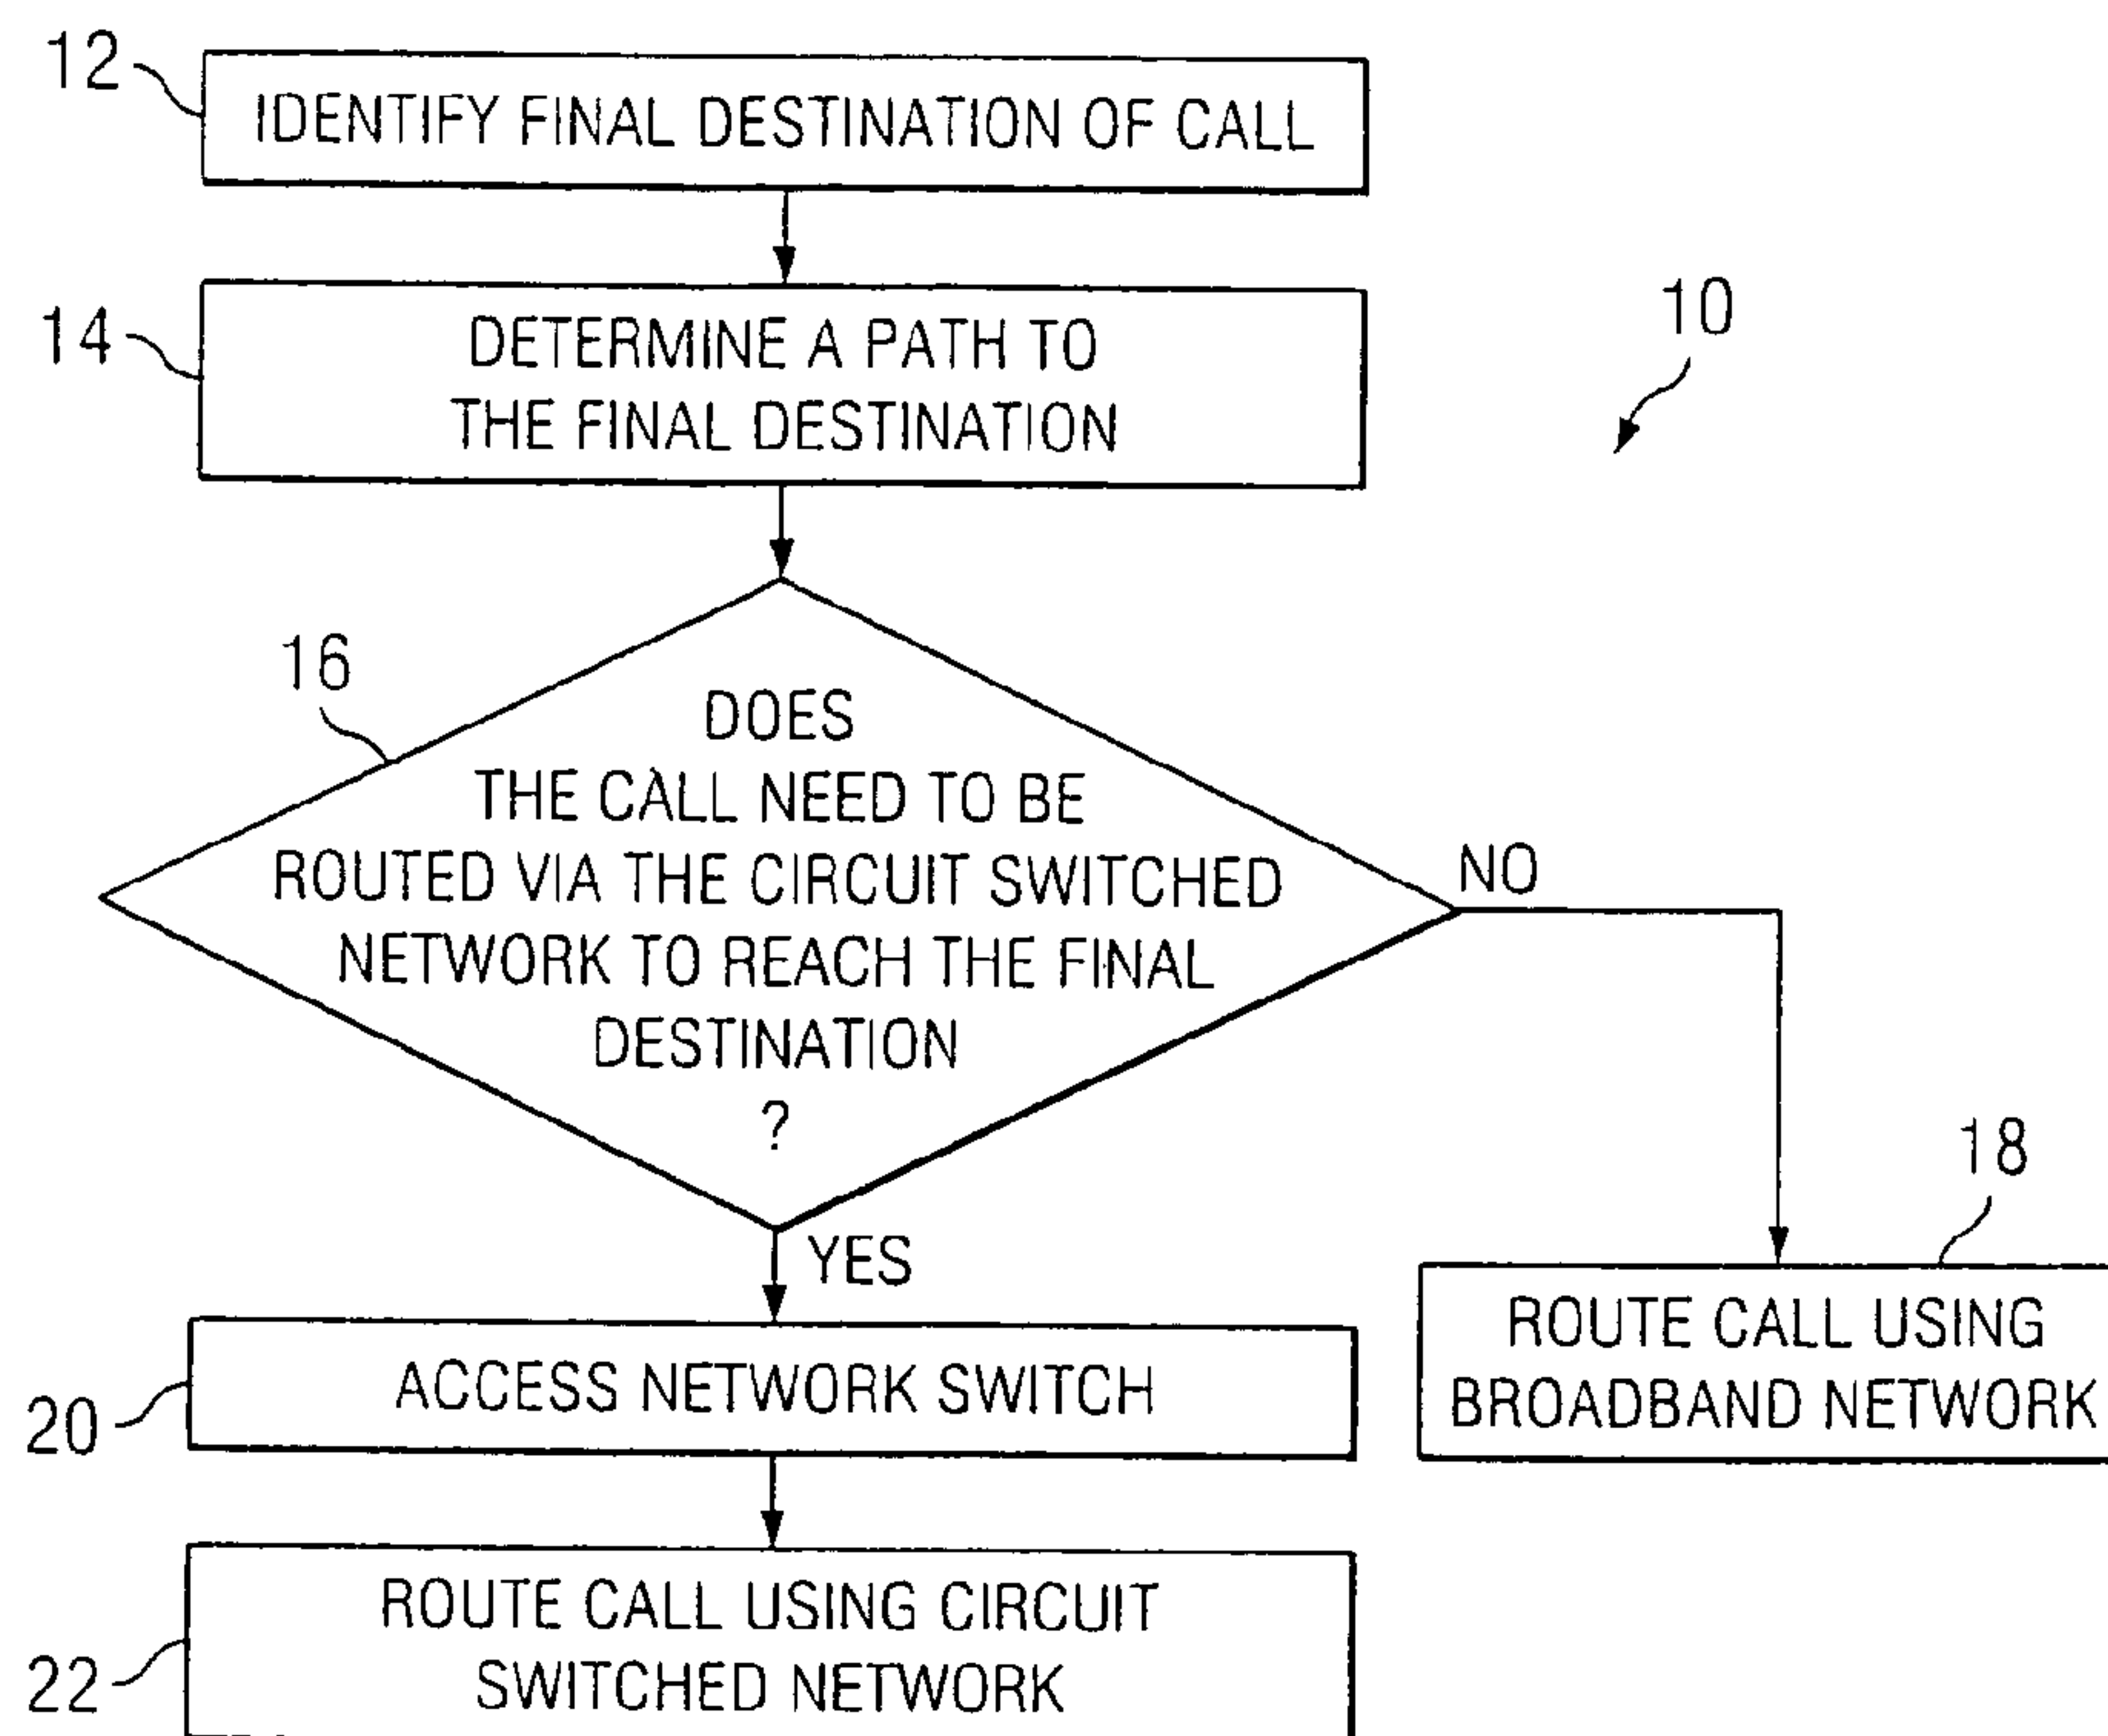 12
IDENTIFY FINAL DESTINATION OF CALL
14
DETERMINE A PATH TO
THE FINAL DESTINATION
10
16
DOES
THE CALL NEED TO BE
ROUTED VIA THE CIRCUIT SWITCHED
NETWORK TO REACH THE FINAL
DESTINATION
?
NO
YES
18
ROUTE CALL USING
BROADBAND NETWORK
20
ACCESS NETWORK SWITCH
22
ROUTE CALL USING CIRCUIT
SWITCHED NETWORK